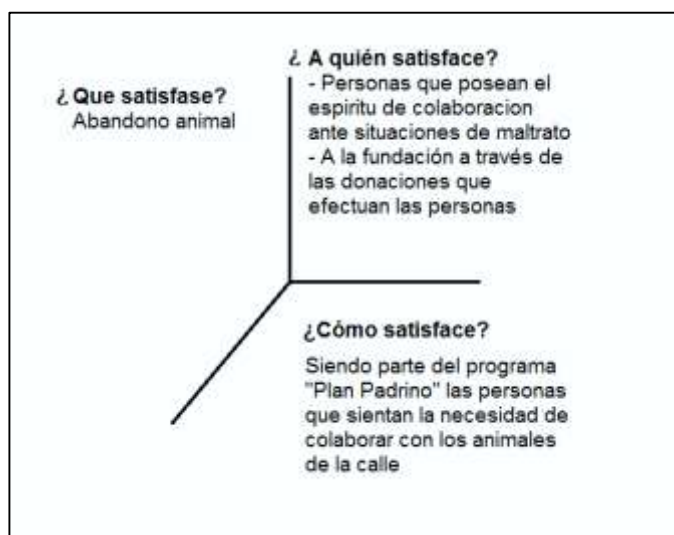 ¿ Que satisfase?
Abandono animal
¿ A quién satisface?
- Personas que posean el
espiritu de colaboracion
ante situaciones de maltrato
- A la fundación a través de
las donaciones que
efectuan las personas
¿Cómo satisface?
Siendo parte del programa
"Plan Padrino" las personas
que sientan la necesidad de
colaborar con los animales
de la calle